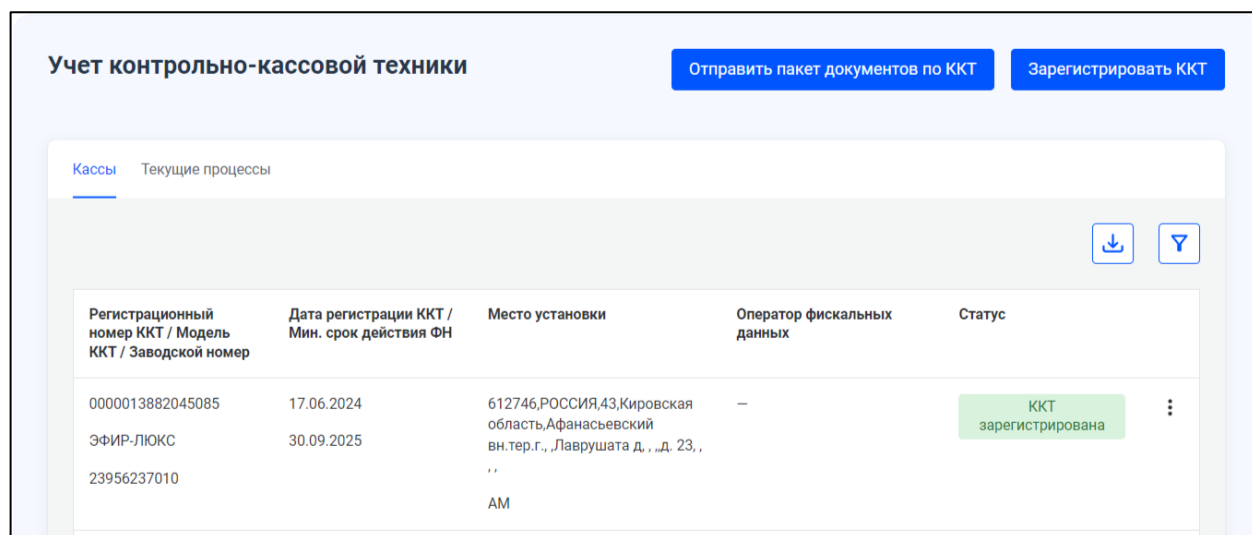 Учет контрольно-кассовой техники
Отправить пакет документов по ККТ
Зарегистрировать ККТ
Кассы
Текущие процессы
Регистрационный
номер ККТ / Модель
ККТ / Заводской номер
Дата регистрации ККТ /
Мин. срок действия ФН
Место установки
Оператор фискальных
данных
Статус
0000013882045085
ЭФИР-ЛЮКС
23956237010
17.06.2024
30.09.2025
612746,РОССИЯ,43,Кировская
область,Афанасьевский
вн.тер.г., ,Лаврушата д, , ,,д. 23, ,
, ,
АМ
—
ККТ
зарегистрирована